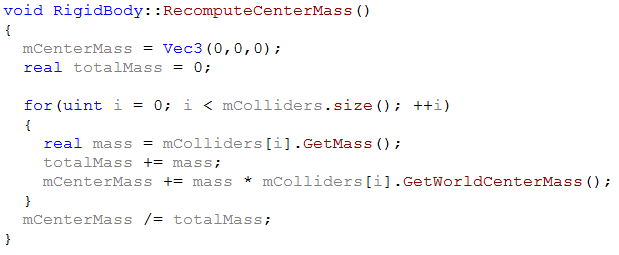 void RigidBody::RecomputeCenterMass()
{
  mCenterMass = Vec3(0,0,0);
  real totalMass = 0;

  for(uint i = 0; i < mColliders.size(); ++i)
  {
    real mass = mColliders[i].GetMass();
    totalMass += mass;
    mCenterMass += mass * mColliders[i].GetWorldCenterMass();
  }
  mCenterMass /= totalMass;
}